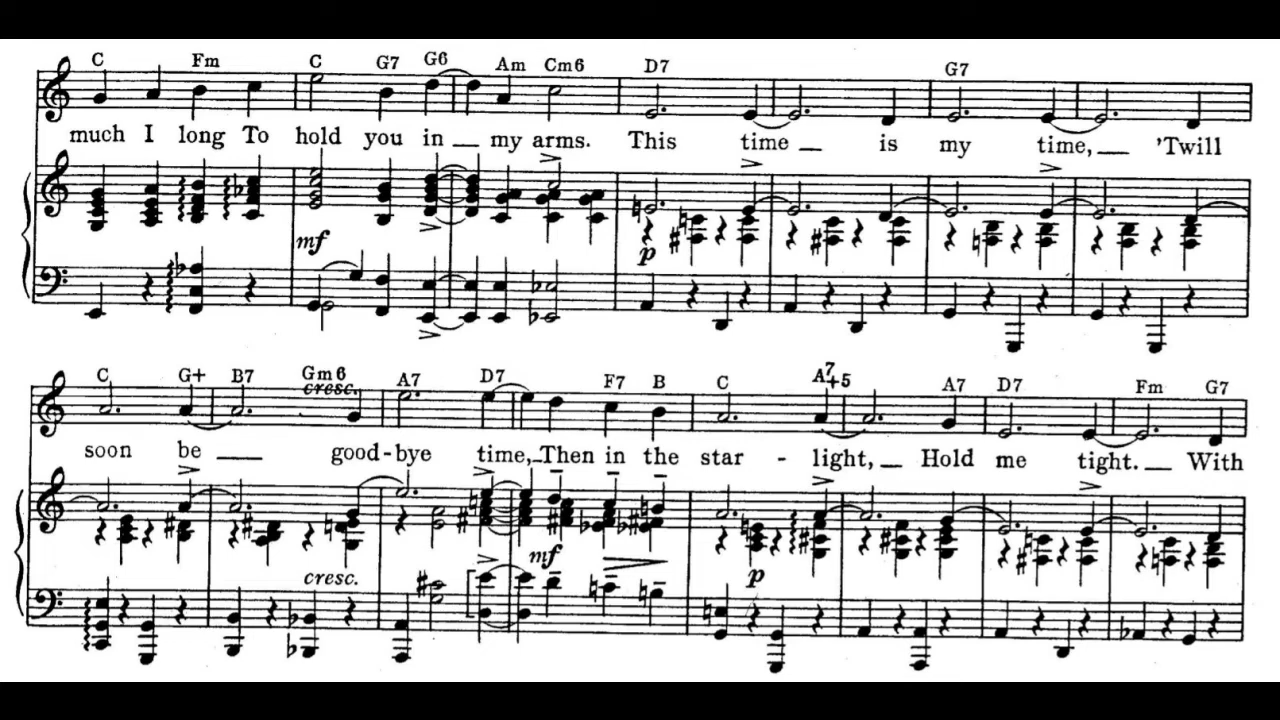 C Fm C G7 G6 Am Cm6 D7 G7
much I long To hold you in my arms. This time is my time, 'Twill
mf p
C G+ B7 Gm6 A7 D7 F7 B C A7+5 A7 D7 Fm G7
cresc.
soon be good-bye time, Then in the star - light, Hold me tight. With
mf
cresc. p